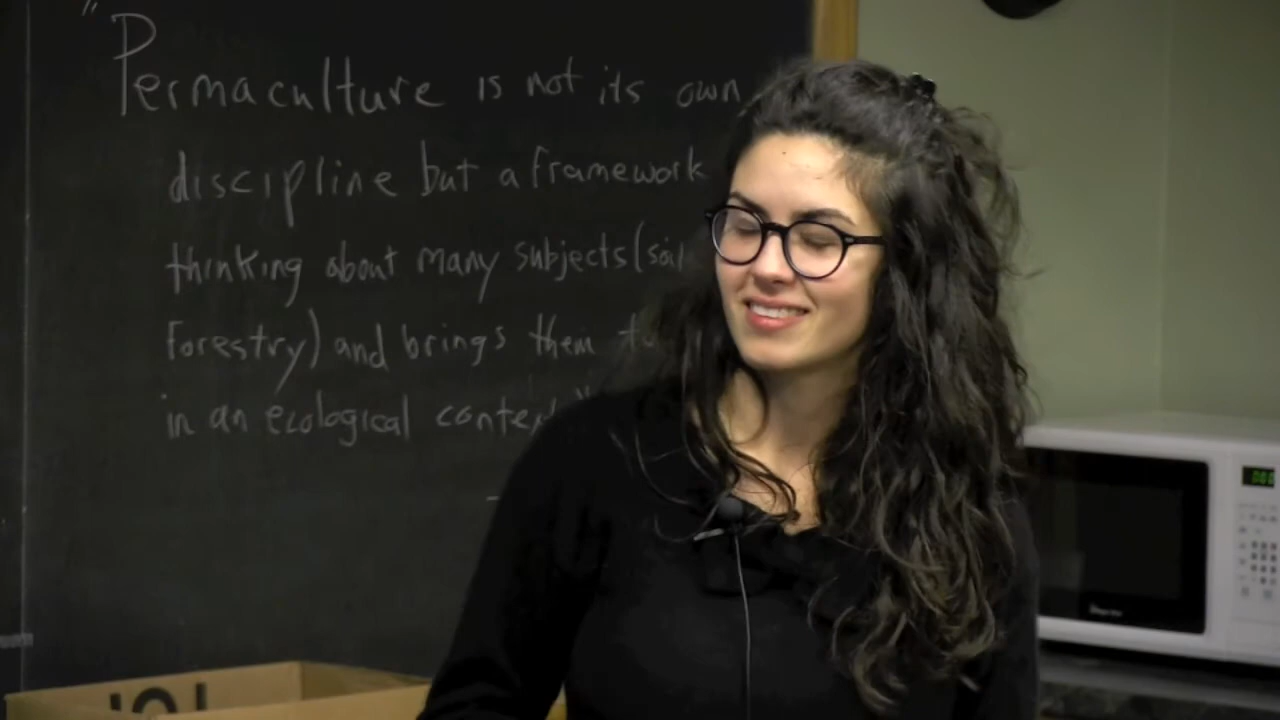 "Permaculture is not its own
discipline but a framework
thinking about many subjects (soil
Forestry) and brings them
in an ecological context"